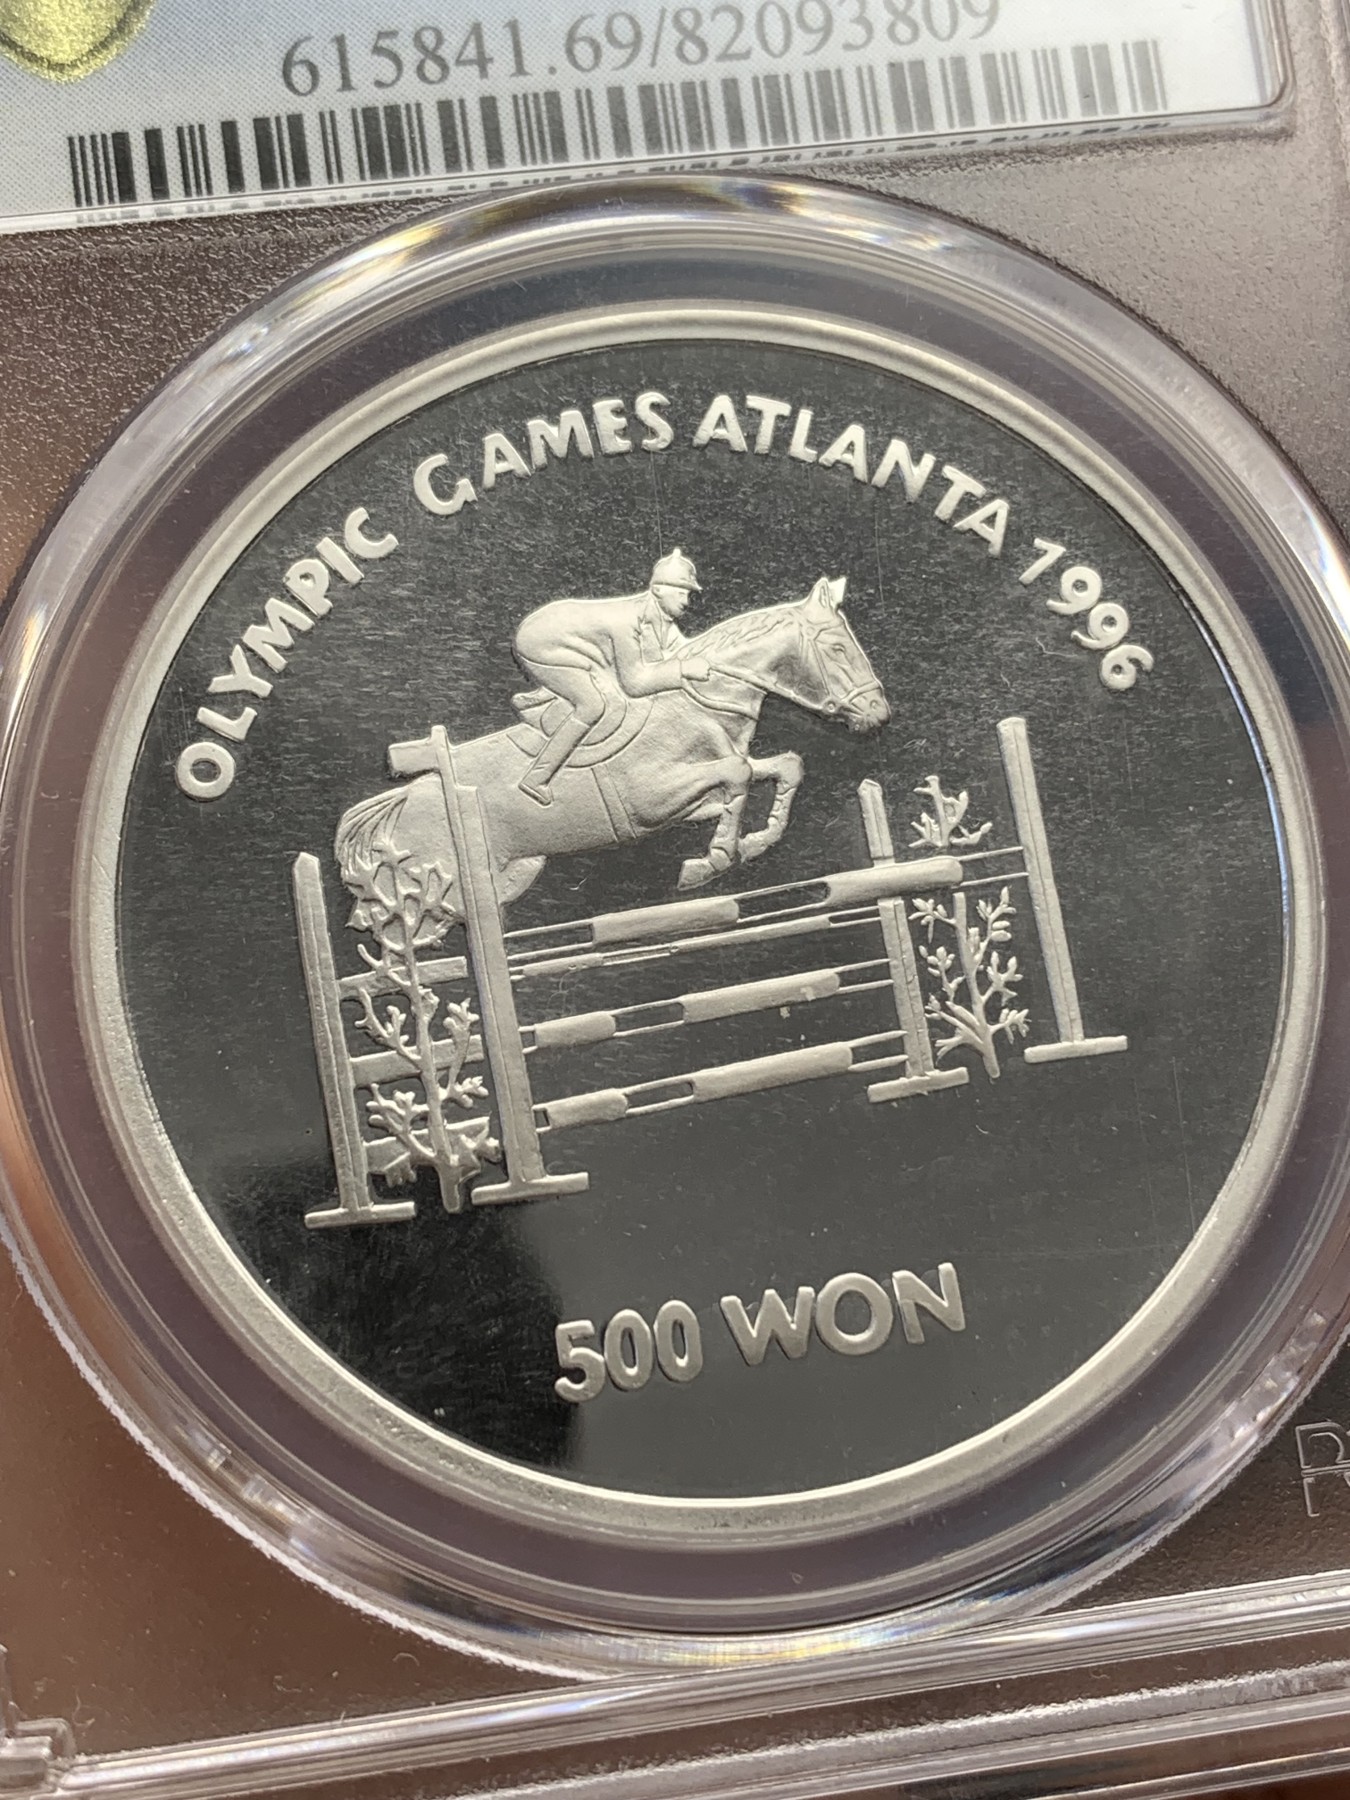 615841.69/82093809
OLYMPIC GAMES ATLANTA 1996
500 WON